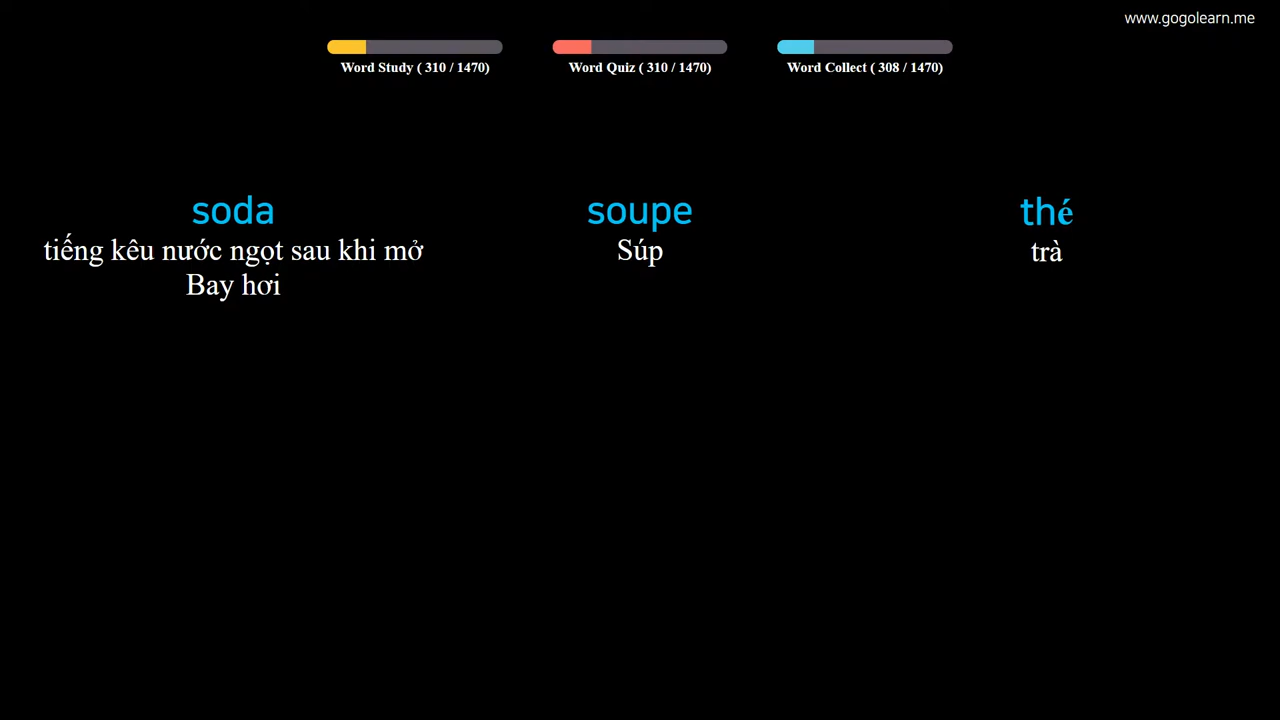 www.gogolearn.me
Word Study ( 310 / 1470)
Word Quiz ( 310 / 1470)
Word Collect ( 308 / 1470)
soda
tiếng kêu nước ngọt sau khi mở
Bay hơi
soupe
Súp
thé
trà